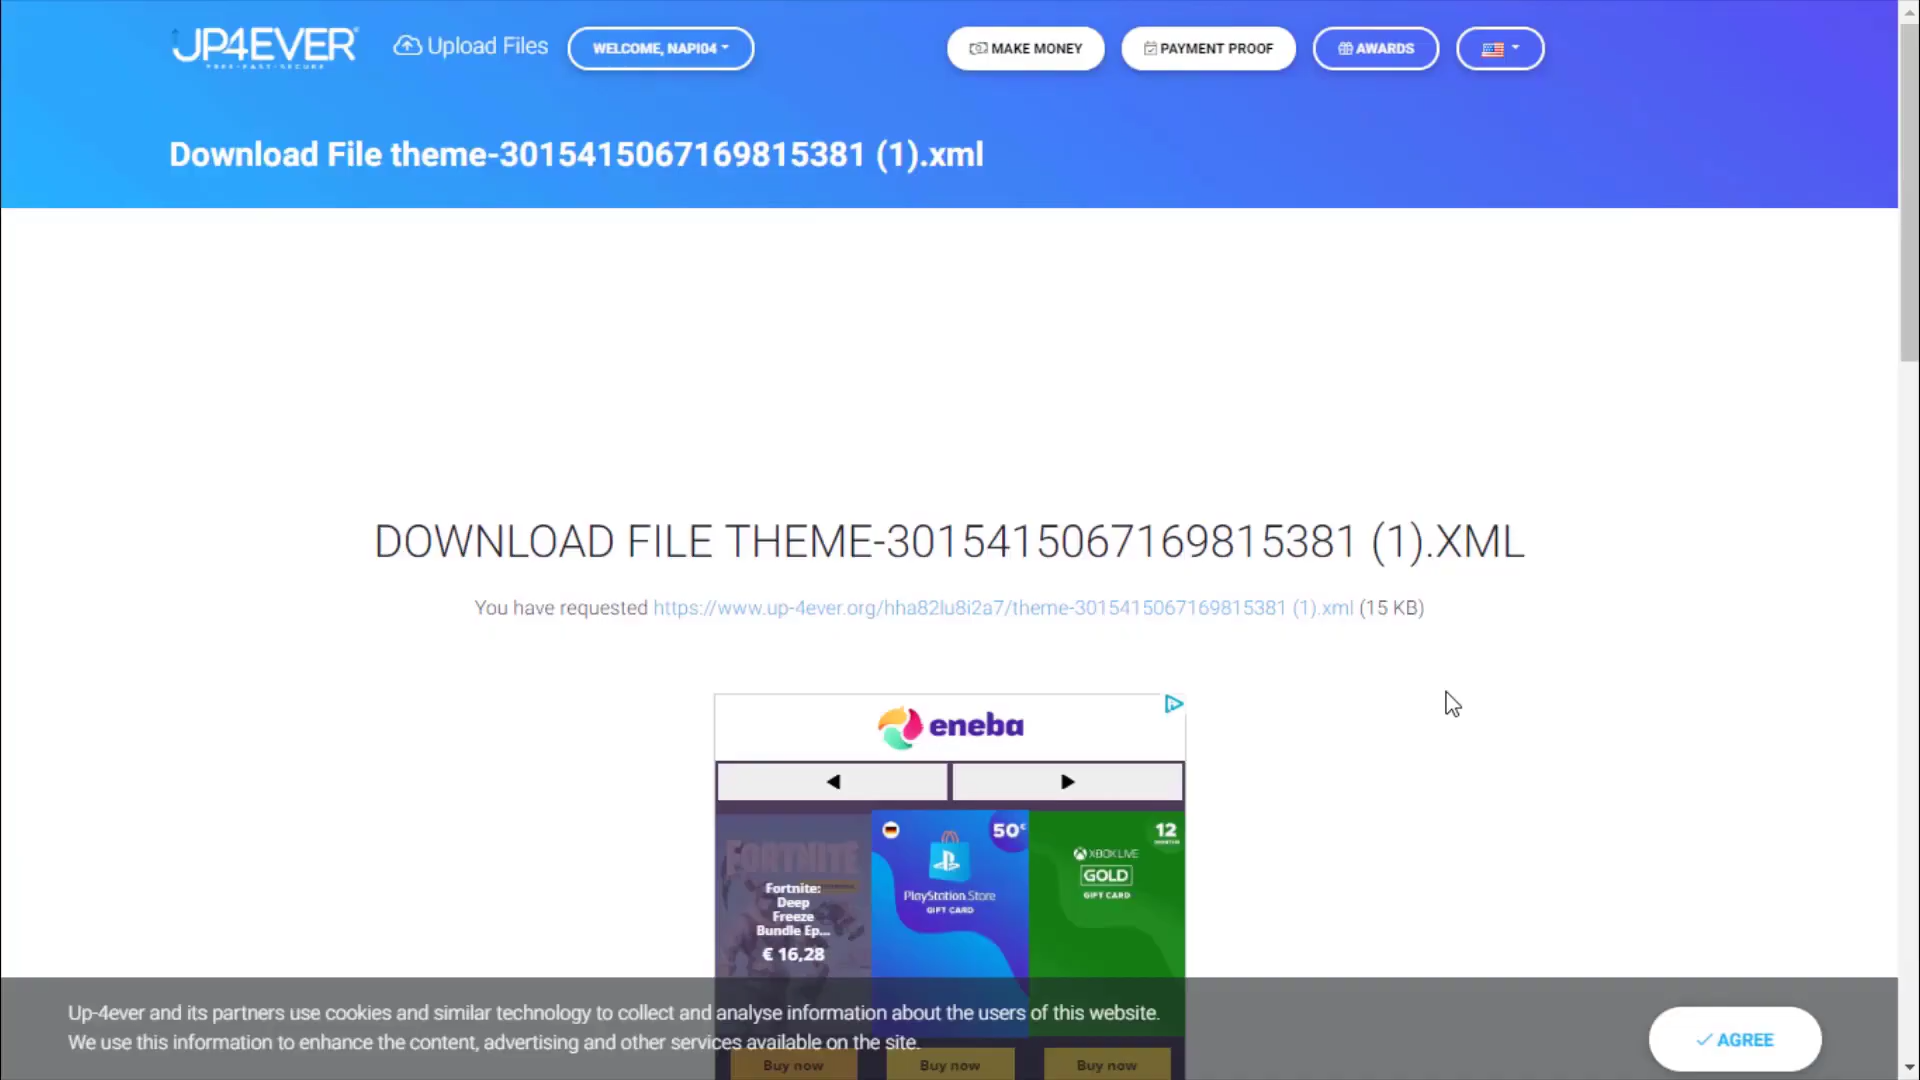 UP4EVER
FREE•FAST•SECURE
Upload Files
WELCOME, NAPI04
MAKE MONEY
PAYMENT PROOF
AWARDS
Download File theme-3015415067169815381 (1).xml
DOWNLOAD FILE THEME-3015415067169815381 (1).XML
You have requested https://www.up-4ever.org/hha82lu8i2a7/theme-3015415067169815381 (1).xml (15 KB)
eneba
FORTNITE
Fortnite:
Deep
Freeze
Bundle Ep...
€ 16,28
50€
PlayStation Store
GIFT CARD
12
XBOX LIVE
GOLD
GIFT CARD
Up-4ever and its partners use cookies and similar technology to collect and analyse information about the users of this website.
We use this information to enhance the content, advertising and other services available on the site.
AGREE
Buy now
Buy now
Buy now